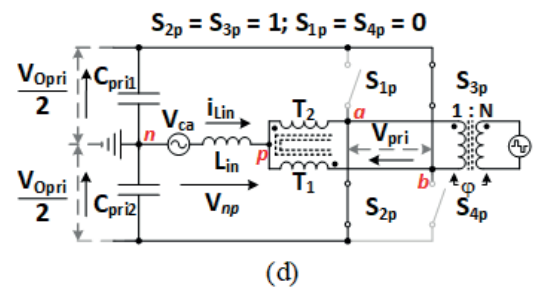 S2p = S3p = 1; S1p = S4p = 0
VOpri
2
Cpri1
Vca
iLin
T2
S1p
S3p
a
1 : N
n
Lin
p
Vpri
VOpri
2
Cpri2
Vnp
T1
b
φ
S2p
S4p
(d)